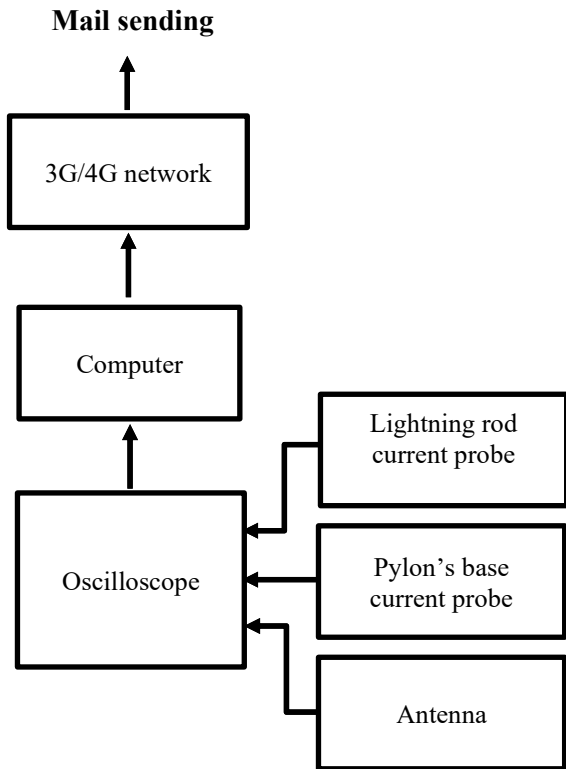 Mail sending
3G/4G network
Computer
Lightning rod
current probe
Oscilloscope
Pylon’s base
current probe
Antenna